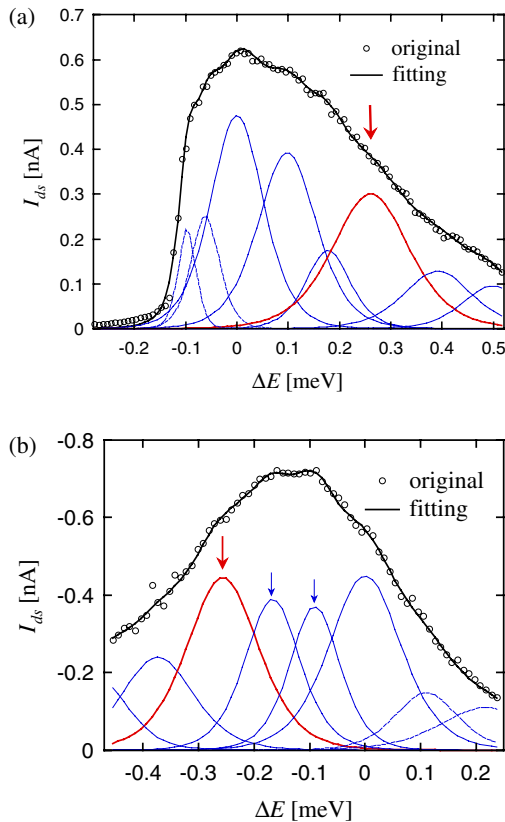 (a)
0.7
0.6
0.5
0.4
0.3
0.2
0.1
0
I_ds [nA]
original
fitting
-0.2 -0.1 0 0.1 0.2 0.3 0.4 0.5
ΔE [meV]
(b)
-0.8
-0.6
-0.4
-0.2
0
I_ds [nA]
original
fitting
-0.4 -0.3 -0.2 -0.1 0 0.1 0.2
ΔE [meV]